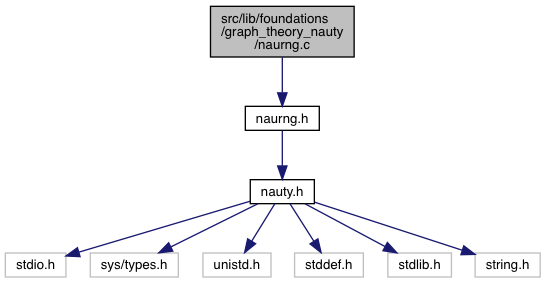 src/lib/foundations
/graph_theory_nauty
/naurng.c
naurng.h
nauty.h
stdio.h
sys/types.h
unistd.h
stddef.h
stdlib.h
string.h